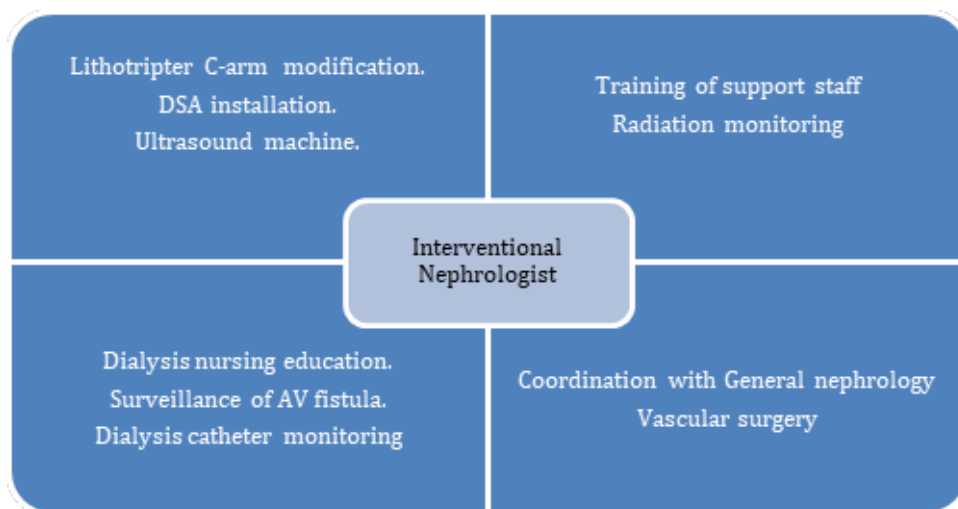 Lithotripter C-arm modification.
DSA installation.
Ultrasound machine.
Training of support staff
Radiation monitoring
Interventional
Nephrologist
Dialysis nursing education.
Surveillance of AV fistula.
Dialysis catheter monitoring
Coordination with General nephrology
Vascular surgery